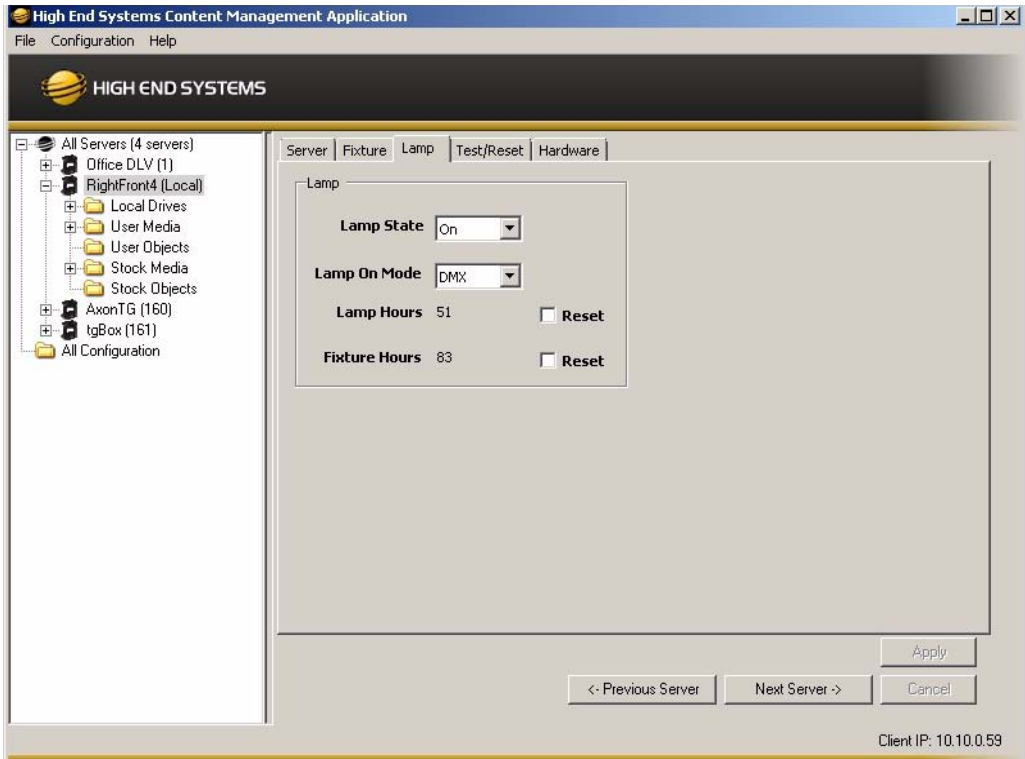 High End Systems Content Management Application
File Configuration Help
HIGH END SYSTEMS
All Servers (4 servers)
Office DLV (1)
RightFront4 (Local)
Local Drives
User Media
User Objects
Stock Media
Stock Objects
AxonTG (160)
tgBox (161)
All Configuration
Server Fixture Lamp Test/Reset Hardware
Lamp
Lamp State On
Lamp On Mode DMX
Lamp Hours 51 Reset
Fixture Hours 83 Reset
Apply
<- Previous Server Next Server -> Cancel
Client IP: 10.10.0.59